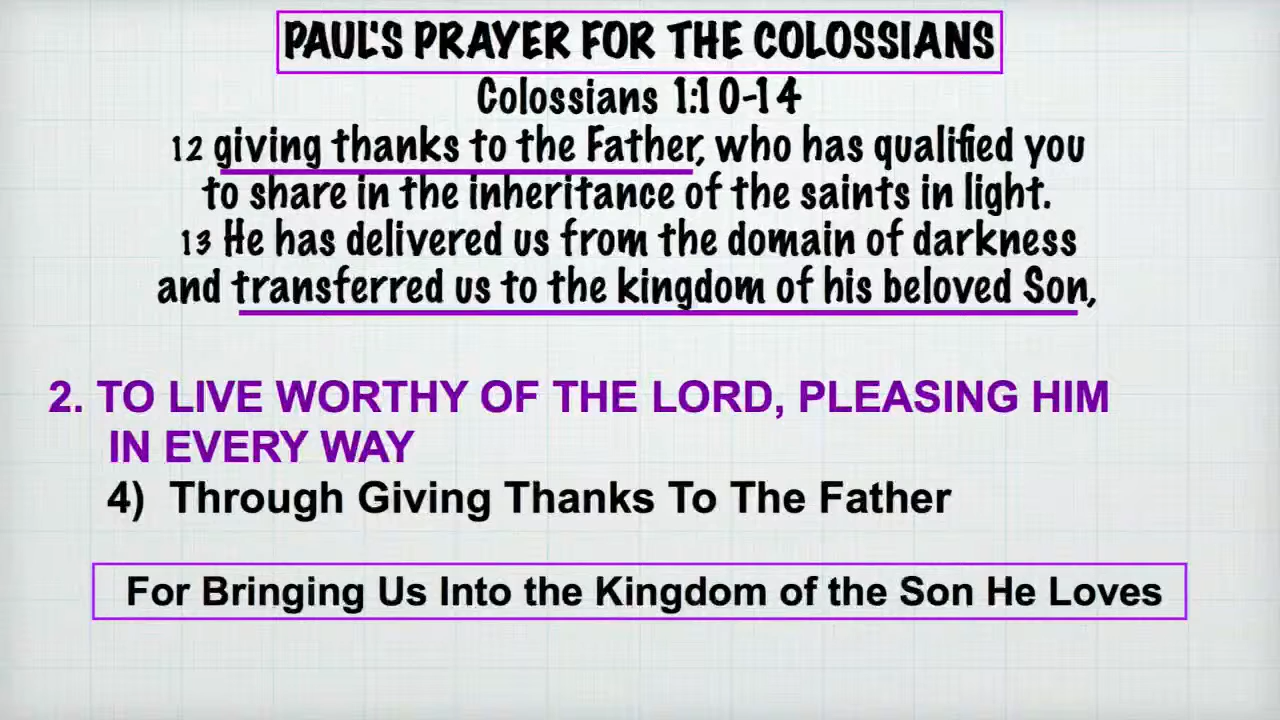 PAUL'S PRAYER FOR THE COLOSSIANS
Colossians 1:10-14
12 giving thanks to the Father, who has qualified you
to share in the inheritance of the saints in light.
13 He has delivered us from the domain of darkness
and transferred us to the kingdom of his beloved Son,
2. TO LIVE WORTHY OF THE LORD, PLEASING HIM
IN EVERY WAY
4) Through Giving Thanks To The Father
For Bringing Us Into the Kingdom of the Son He Loves